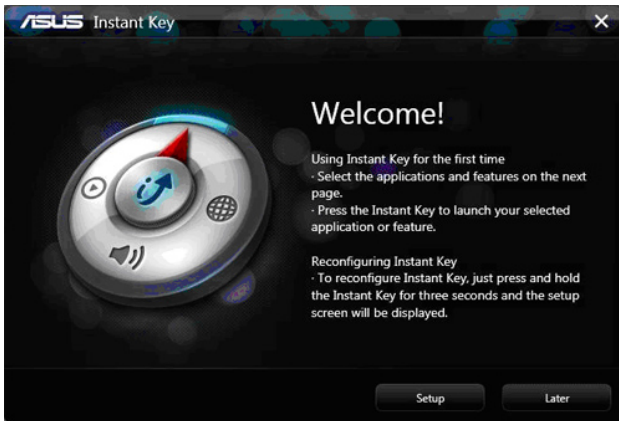 ASUS Instant Key
Welcome!
Using Instant Key for the first time
· Select the applications and features on the next
page.
· Press the Instant Key to launch your selected
application or feature.
Reconfiguring Instant Key
· To reconfigure Instant Key, just press and hold
the Instant Key for three seconds and the setup
screen will be displayed.
Setup Later